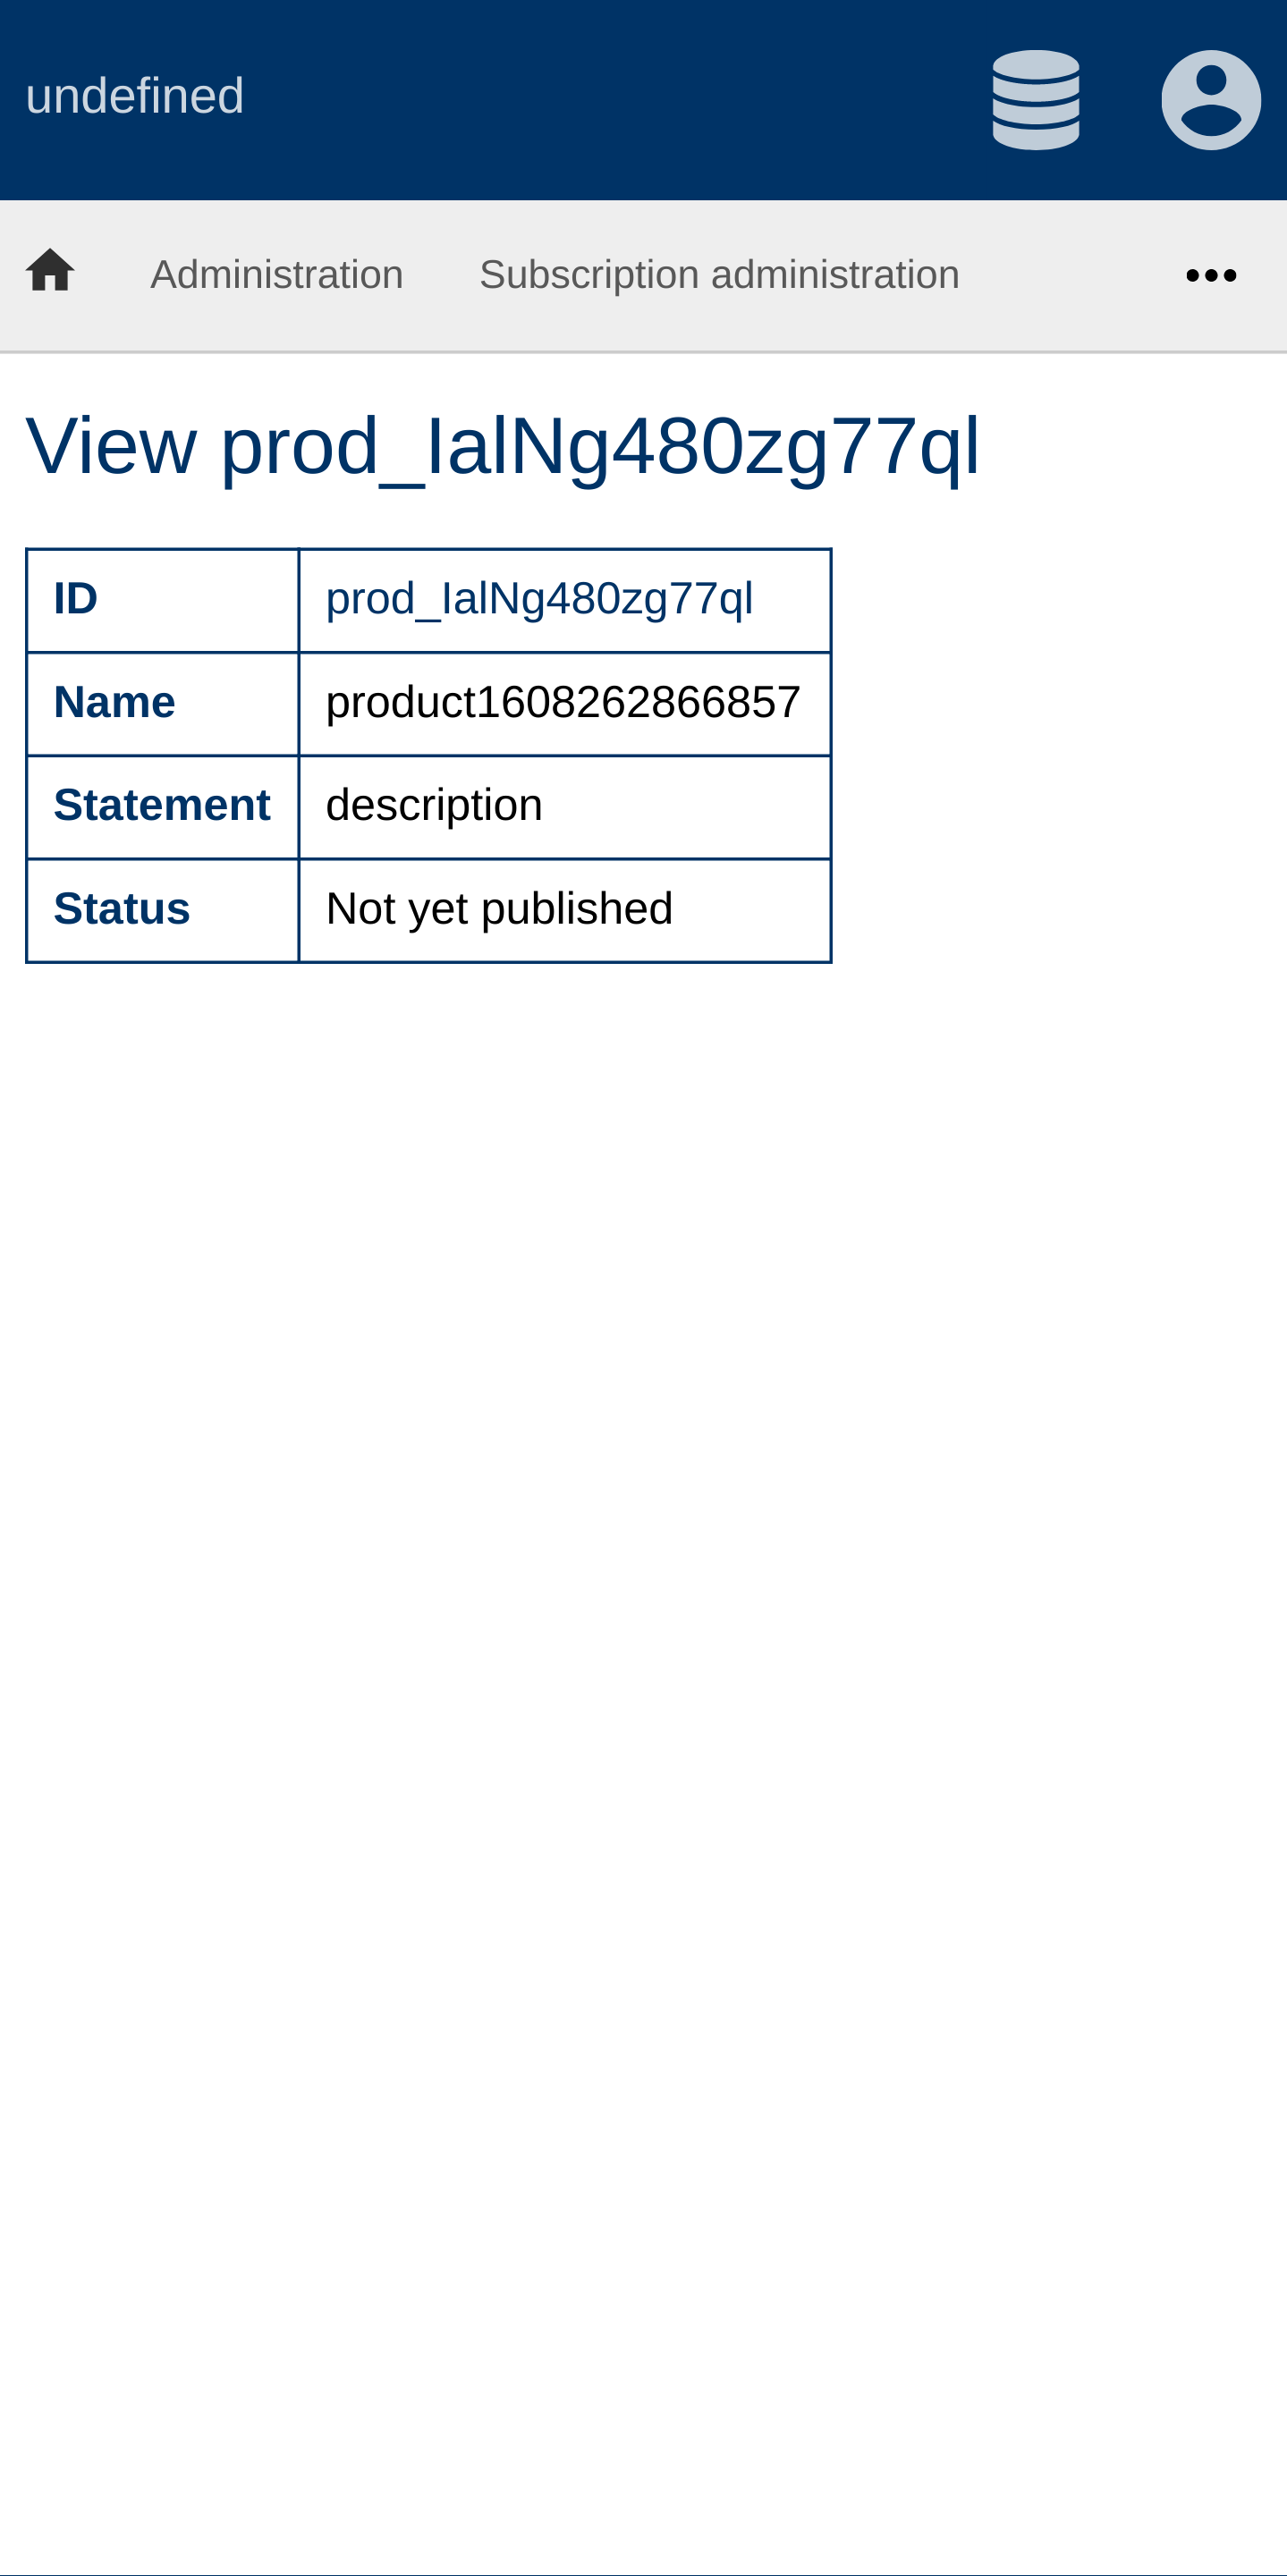 undefined
Administration Subscription administration
View prod_IalNg480zg77ql
ID prod_IalNg480zg77ql
Name product1608262866857
Statement description
Status Not yet published